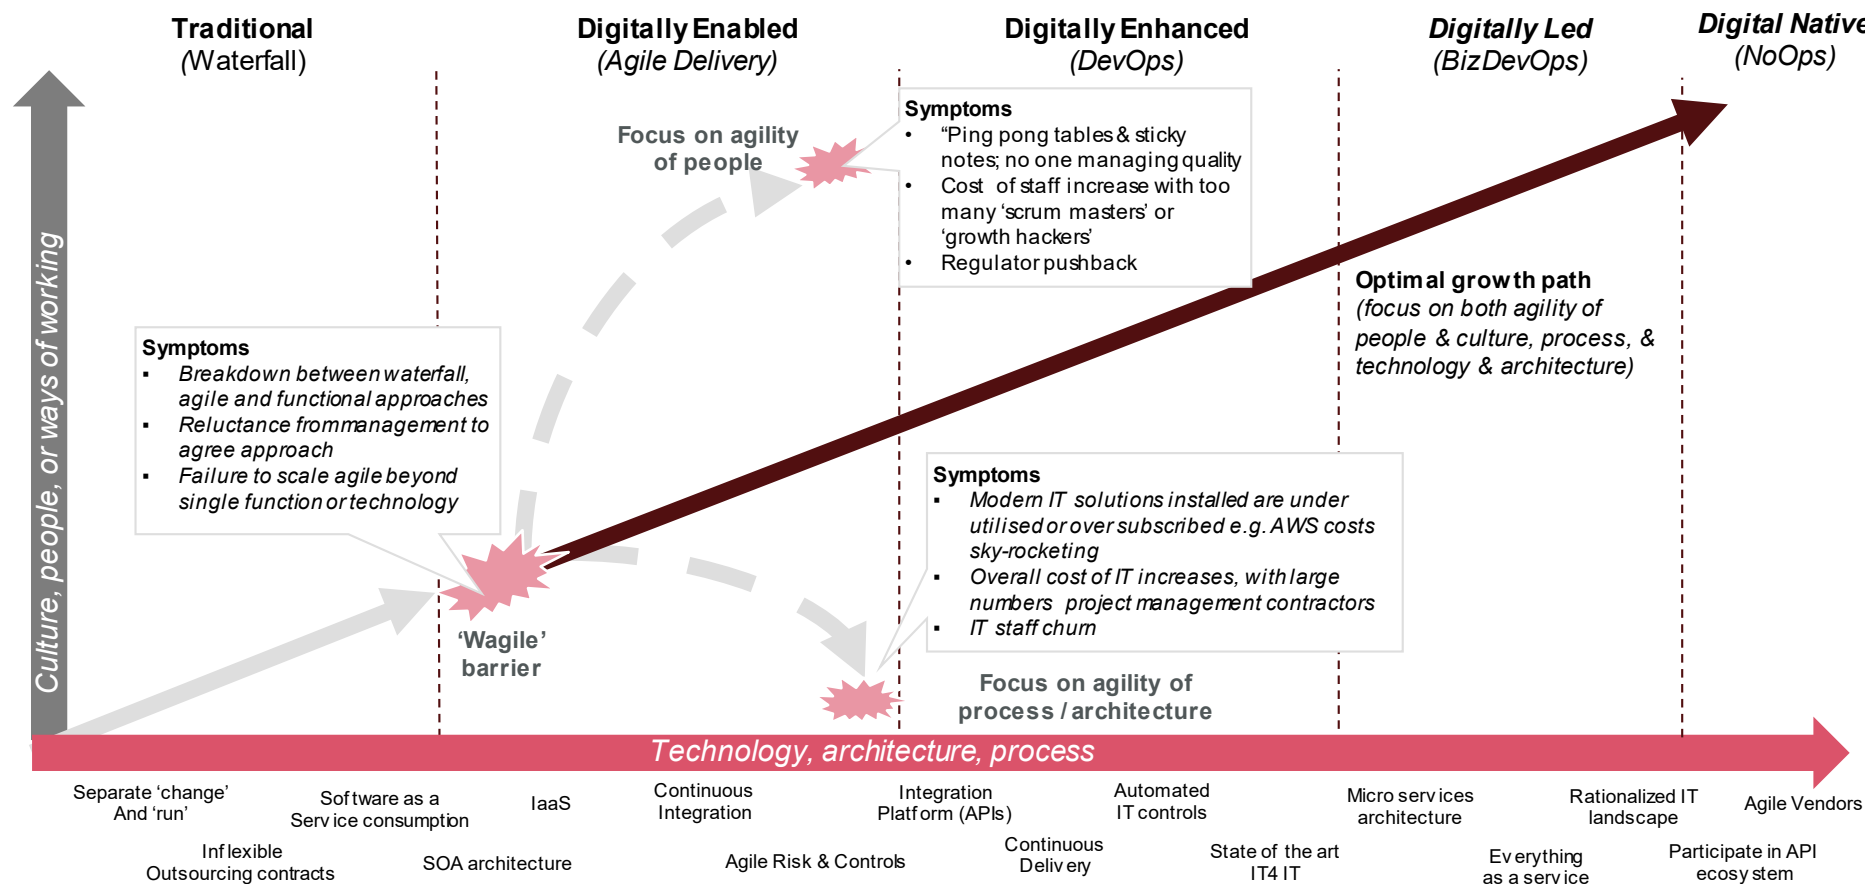 Traditional
(Waterfall)
Digitally Enabled
(Agile Delivery)
Digitally Enhanced
(DevOps)
Digitally Led
(BizDevOps)
Digital Native
(NoOps)
Culture, people, or ways of working
Focus on agility
of people
Symptoms
• “Ping pong tables & sticky
notes; no one managing quality
• Cost of staff increase with too
many ‘scrum masters’ or
‘growth hackers’
• Regulator pushback
Optimal growth path
(focus on both agility of
people & culture, process, &
technology & architecture)
Symptoms
▪ Breakdown between waterfall,
agile and functional approaches
▪ Reluctance frommanagement to
agree approach
▪ Failure to scale agile beyond
single function or technology
‘Wagile’
barrier
Symptoms
▪ Modern IT solutions installed are under
utilised or over subscribed e.g. AWS costs
sky-rocketing
▪ Overall cost of IT increases, with large
numbers project management contractors
▪ IT staff churn
Focus on agility of
process / architecture
Technology, architecture, process
Separate ‘change’
And ‘run’
Software as a
Service consumption
IaaS
Continuous
Integration
Integration
Platform (APIs)
Automated
IT controls
Micro services
architecture
Rationalized IT
landscape
Agile Vendors
Inflexible
Outsourcing contracts
SOA architecture
Agile Risk & Controls
Continuous
Delivery
State of the art
IT4 IT
Everything
as a service
Participate in API
ecosystem